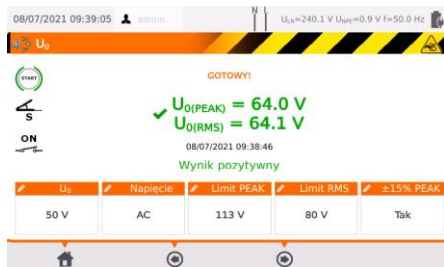 08/07/2021 09:39:05 admin N U_LN=240.1 V U_NPE=0.9 V f=50.0 Hz
U₀
START
GOTOWY!
S
U₀(PEAK) = 64.0 V
U₀(RMS) = 64.1 V
ON
08/07/2021 09:38:46
Wynik pozytywny
U₀ Napięcie Limit PEAK Limit RMS ±15% PEAK
50 V AC 113 V 80 V Tak